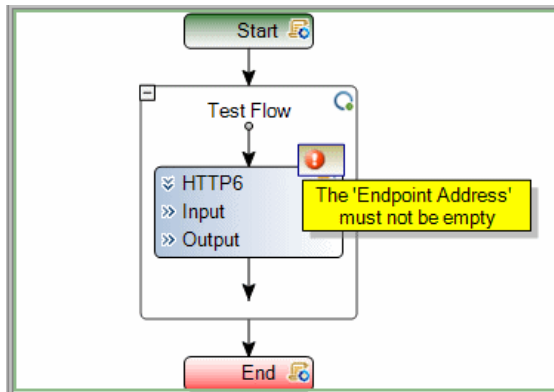 Start
Test Flow
HTTP6
The 'Endpoint Address'
must not be empty
Input
Output
End